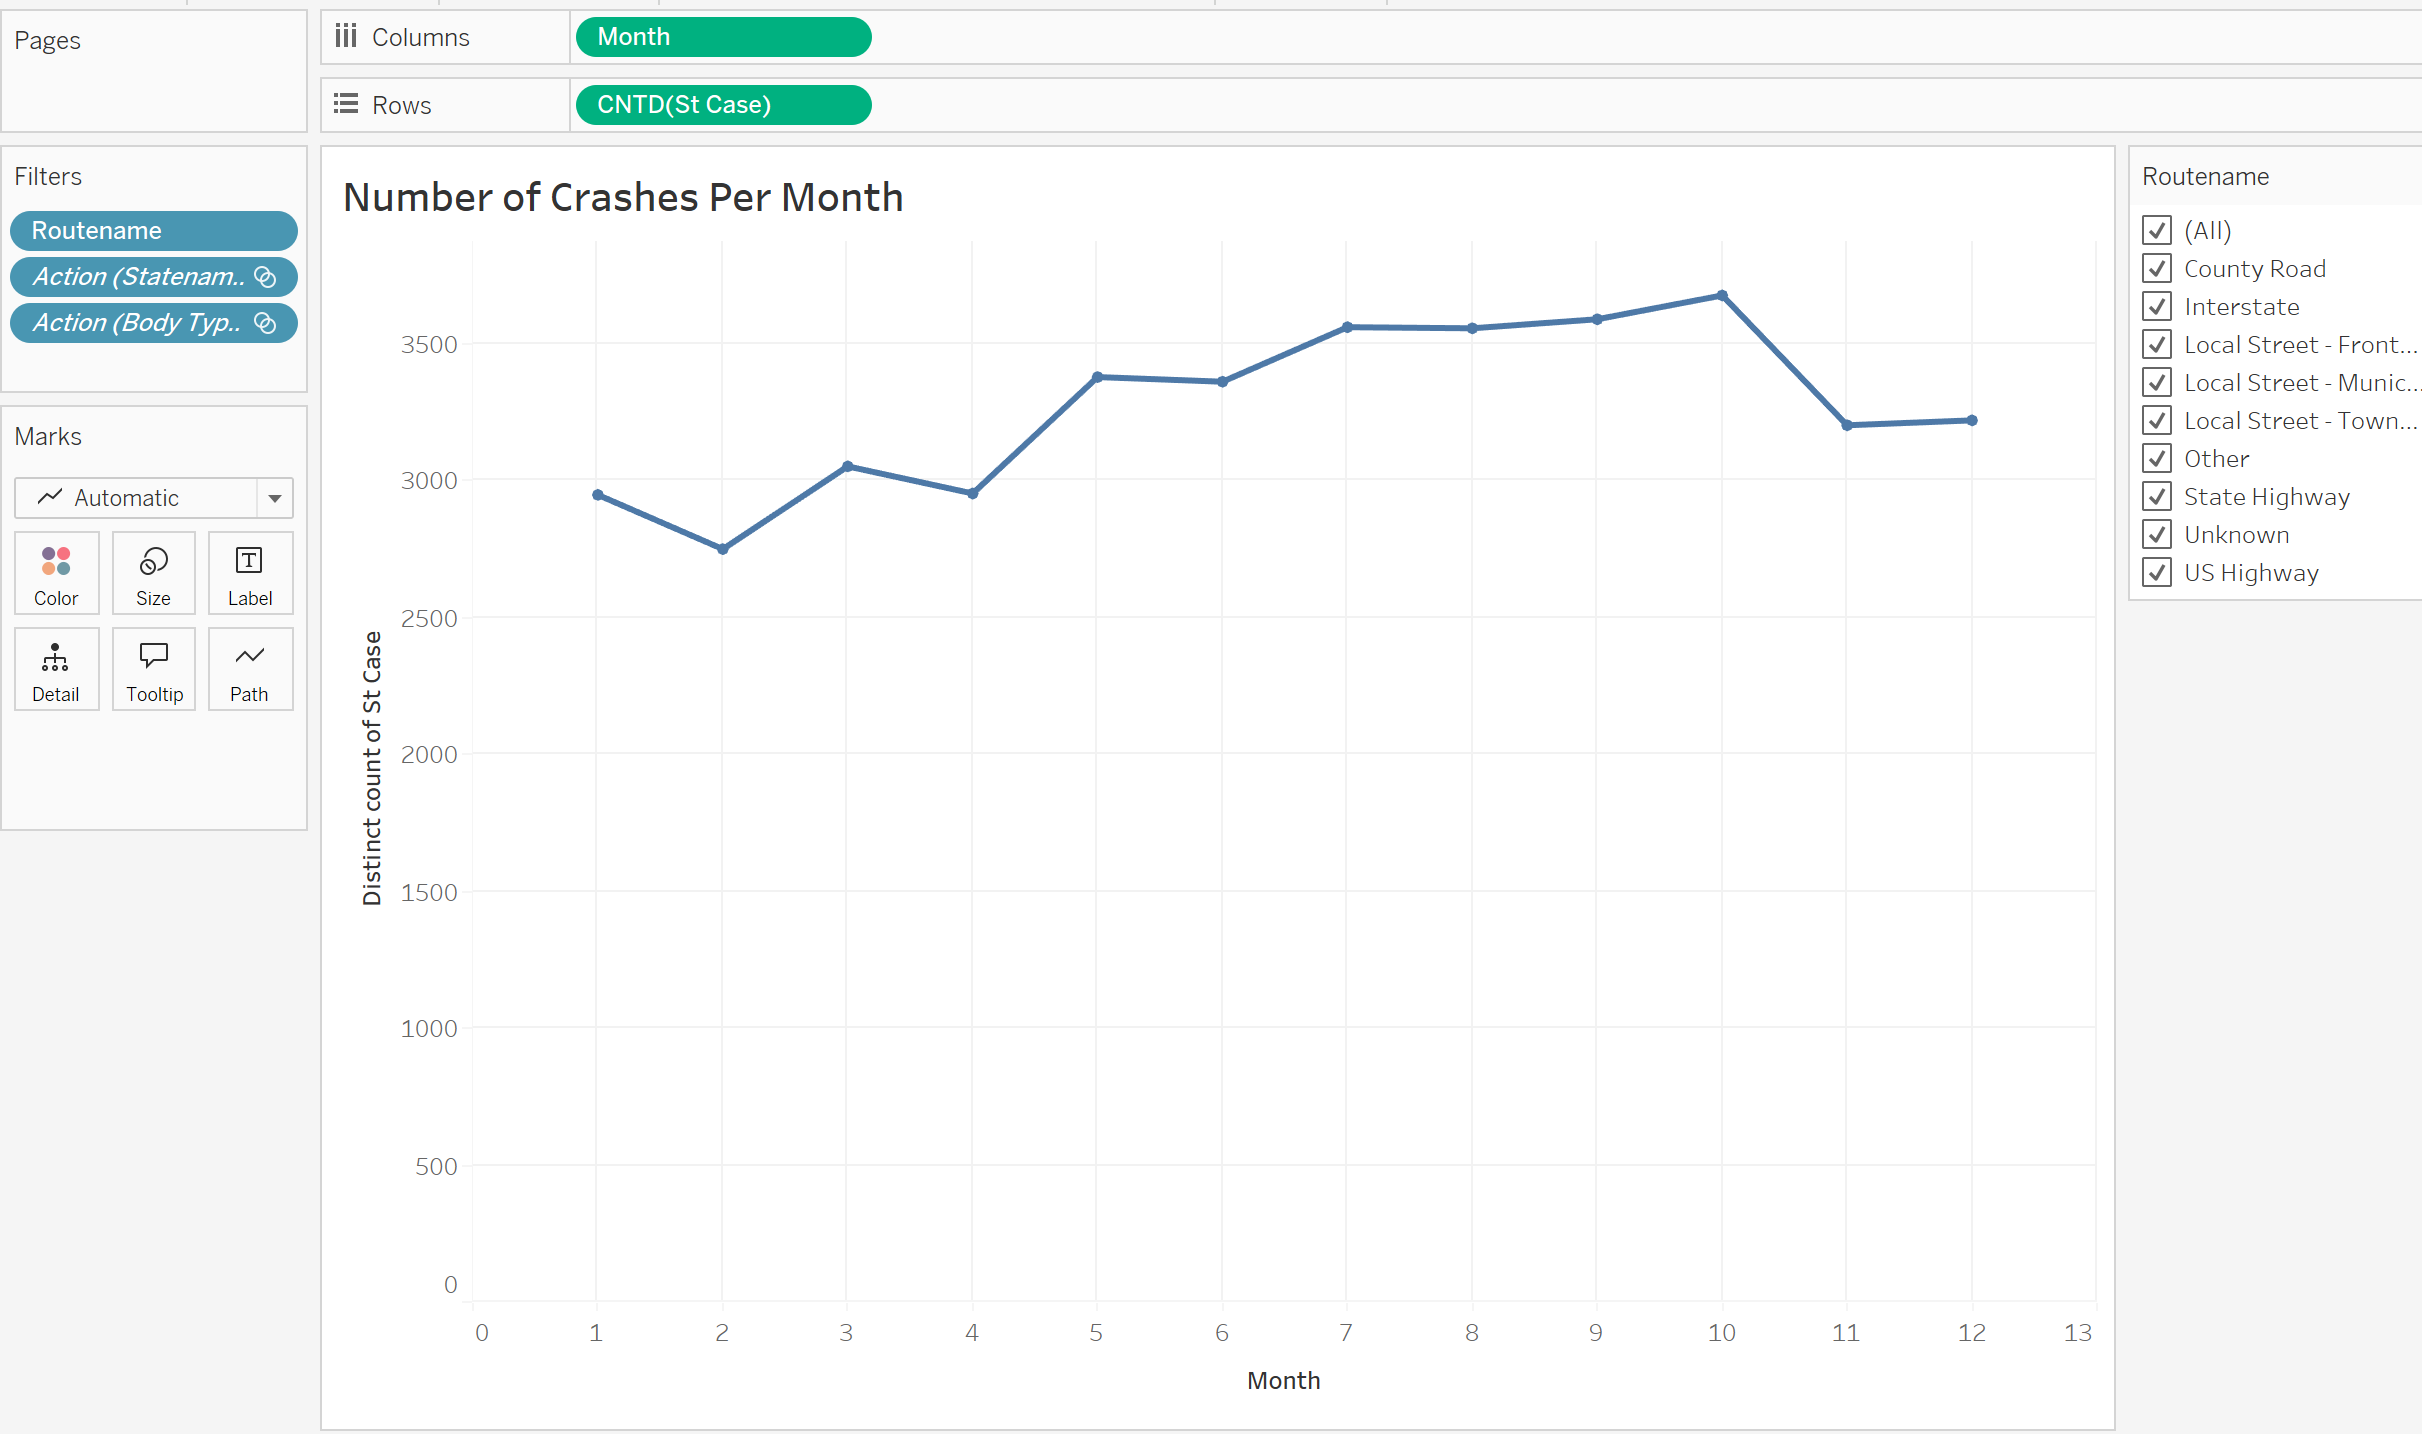 Pages
Columns
Month
Rows
CNTD(St Case)
Filters
Routename
Action (Statenam..
Action (Body Typ..
Marks
Automatic
Color
Size
Label
Detail
Tooltip
Path
Number of Crashes Per Month
Distinct count of St Case
3500
3000
2500
2000
1500
1000
500
0
0 1 2 3 4 5 6 7 8 9 10 11 12 13
Month
Routename
(All)
County Road
Interstate
Local Street - Front...
Local Street - Munic...
Local Street - Town...
Other
State Highway
Unknown
US Highway